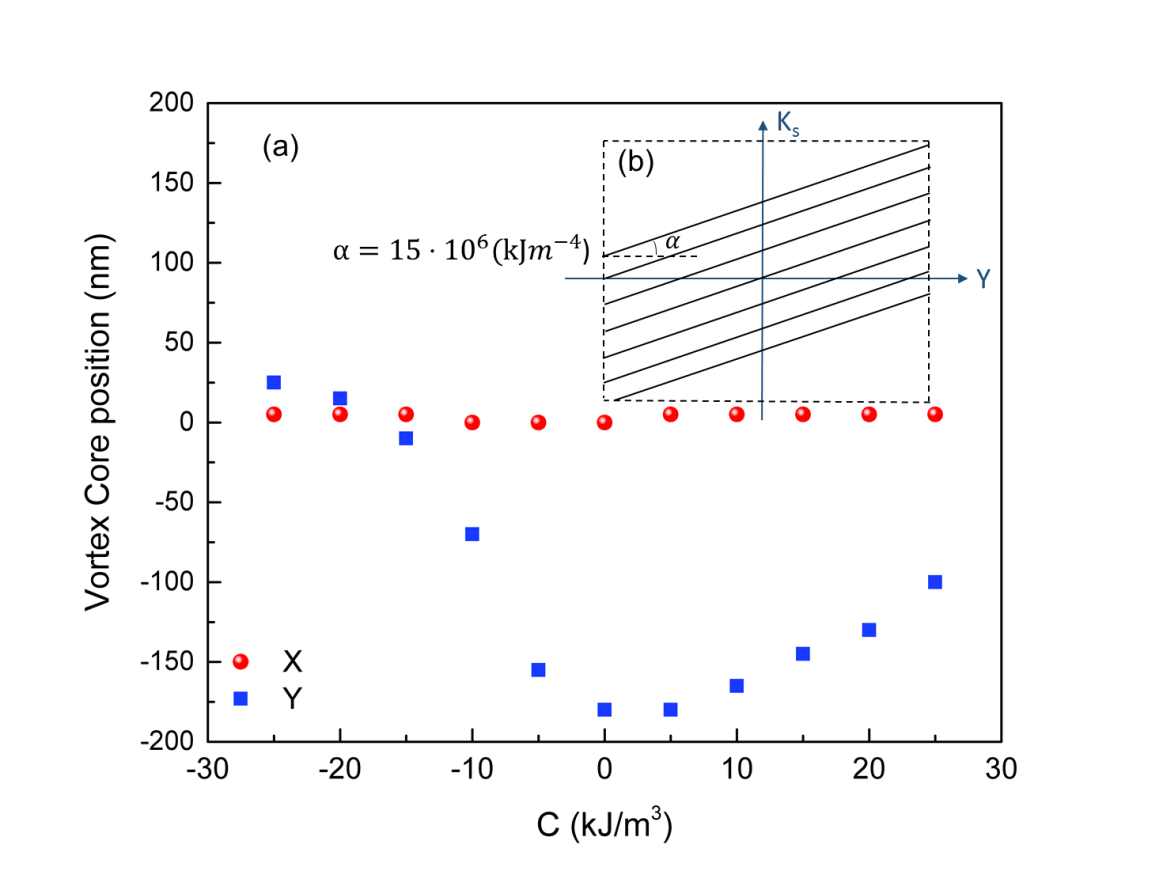 200
(a)
Kₛ
(b)
150
α = 15 · 10⁶(kJm⁻⁴)
α
100
Y
50
0
-50
-100
-150
X
Y
-200
-30
-20
-10
0
10
20
30
Vortex Core position (nm)
C (kJ/m³)